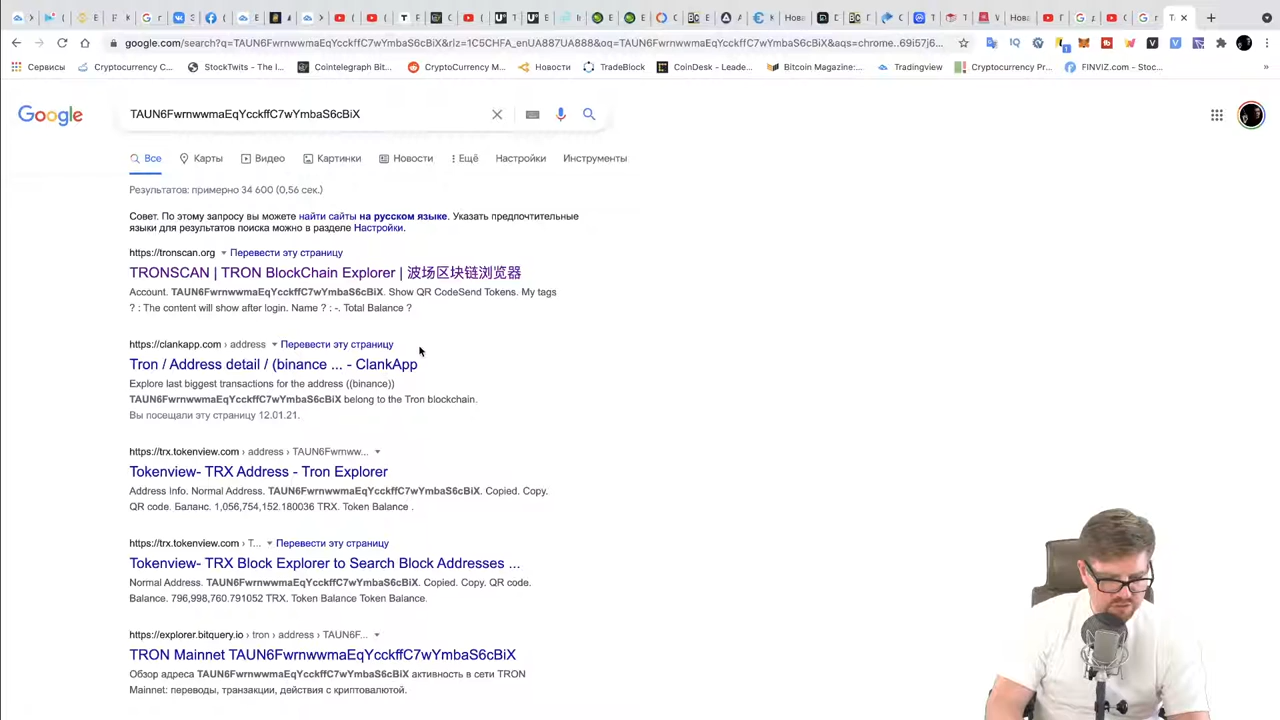 google.com/search?q=TAUN6FwrnwwmaEqYcckffC7wYmbaS6cBiX&rlz=1C5CHFA_enUA887UA888&oq=TAUN6FwrnwwmaEqYcckffC7wYmbaS6cBiX&aqs=chrome..69i57j6...
Сервисы Cryptocurrency C... StockTwits - The l... Cointelegraph Bit... CryptoCurrency M... Новости TradeBlock CoinDesk - Leade... Bitcoin Magazine:... Tradingview Cryptocurrency Pr... FINVIZ.com - Stoc... »
Google
TAUN6FwrnwwmaEqYcckffC7wYmbaS6cBiX
Все Карты Видео Картинки Новости Ещё Настройки Инструменты
Результатов: примерно 34 600 (0,56 сек.)
Совет. По этому запросу вы можете найти сайты на русском языке. Указать предпочтительные
языки для результатов поиска можно в разделе Настройки.
https://tronscan.org Перевести эту страницу
TRONSCAN | TRON BlockChain Explorer | 波场区块链浏览器
Account. TAUN6FwrnwwmaEqYcckffC7wYmbaS6cBiX. Show QR CodeSend Tokens. My tags
? : The content will show after login. Name ? : -. Total Balance ?
https://clankapp.com › address Перевести эту страницу
Tron / Address detail / (binance ... - ClankApp
Explore last biggest transactions for the address ((binance))
TAUN6FwrnwwmaEqYcckffC7wYmbaS6cBiX belong to the Tron blockchain.
Вы посещали эту страницу 12.01.21.
https://trx.tokenview.com › address › TAUN6Fwrnww...
Tokenview- TRX Address - Tron Explorer
Address Info. Normal Address. TAUN6FwrnwwmaEqYcckffC7wYmbaS6cBiX. Copied. Copy.
QR code. Баланс. 1,056,754,152.180036 TRX. Token Balance .
https://trx.tokenview.com › T... Перевести эту страницу
Tokenview- TRX Block Explorer to Search Block Addresses ...
Normal Address. TAUN6FwrnwwmaEqYcckffC7wYmbaS6cBiX. Copied. Copy. QR code.
Balance. 796,998,760.791052 TRX. Token Balance Token Balance.
https://explorer.bitquery.io › tron › address › TAUN6F...
TRON Mainnet TAUN6FwrnwwmaEqYcckffC7wYmbaS6cBiX
Обзор адреса TAUN6FwrnwwmaEqYcckffC7wYmbaS6cBiX активность в сети TRON
Mainnet: переводы, транзакции, действия с криптовалютой.